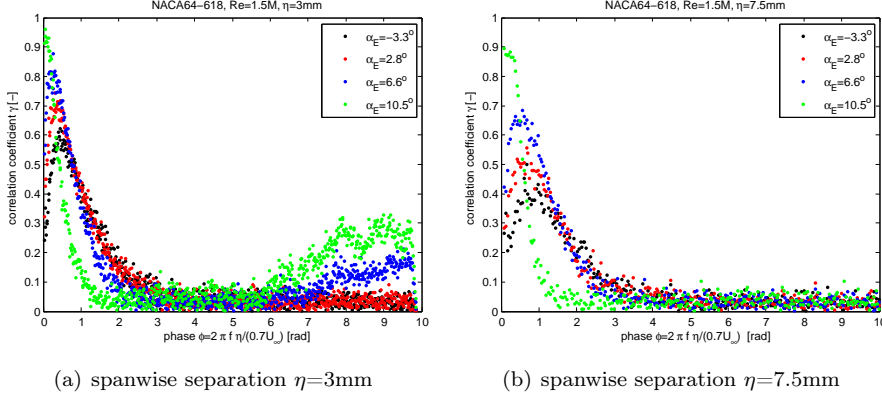 NACA64−618, Re=1.5M, η=3mm
correlation coefficient γ [−]
1
0.9
0.8
0.7
0.6
0.5
0.4
0.3
0.2
0.1
0
α_E=−3.3°
α_E=2.8°
α_E=6.6°
α_E=10.5°
0 1 2 3 4 5 6 7 8 9 10
phase ϕ=2 π f η/(0.7U_∞) [rad]
(a) spanwise separation η=3mm
NACA64−618, Re=1.5M, η=7.5mm
correlation coefficient γ [−]
1
0.9
0.8
0.7
0.6
0.5
0.4
0.3
0.2
0.1
0
α_E=−3.3°
α_E=2.8°
α_E=6.6°
α_E=10.5°
0 1 2 3 4 5 6 7 8 9 10
phase ϕ=2 π f η/(0.7U_∞) [rad]
(b) spanwise separation η=7.5mm